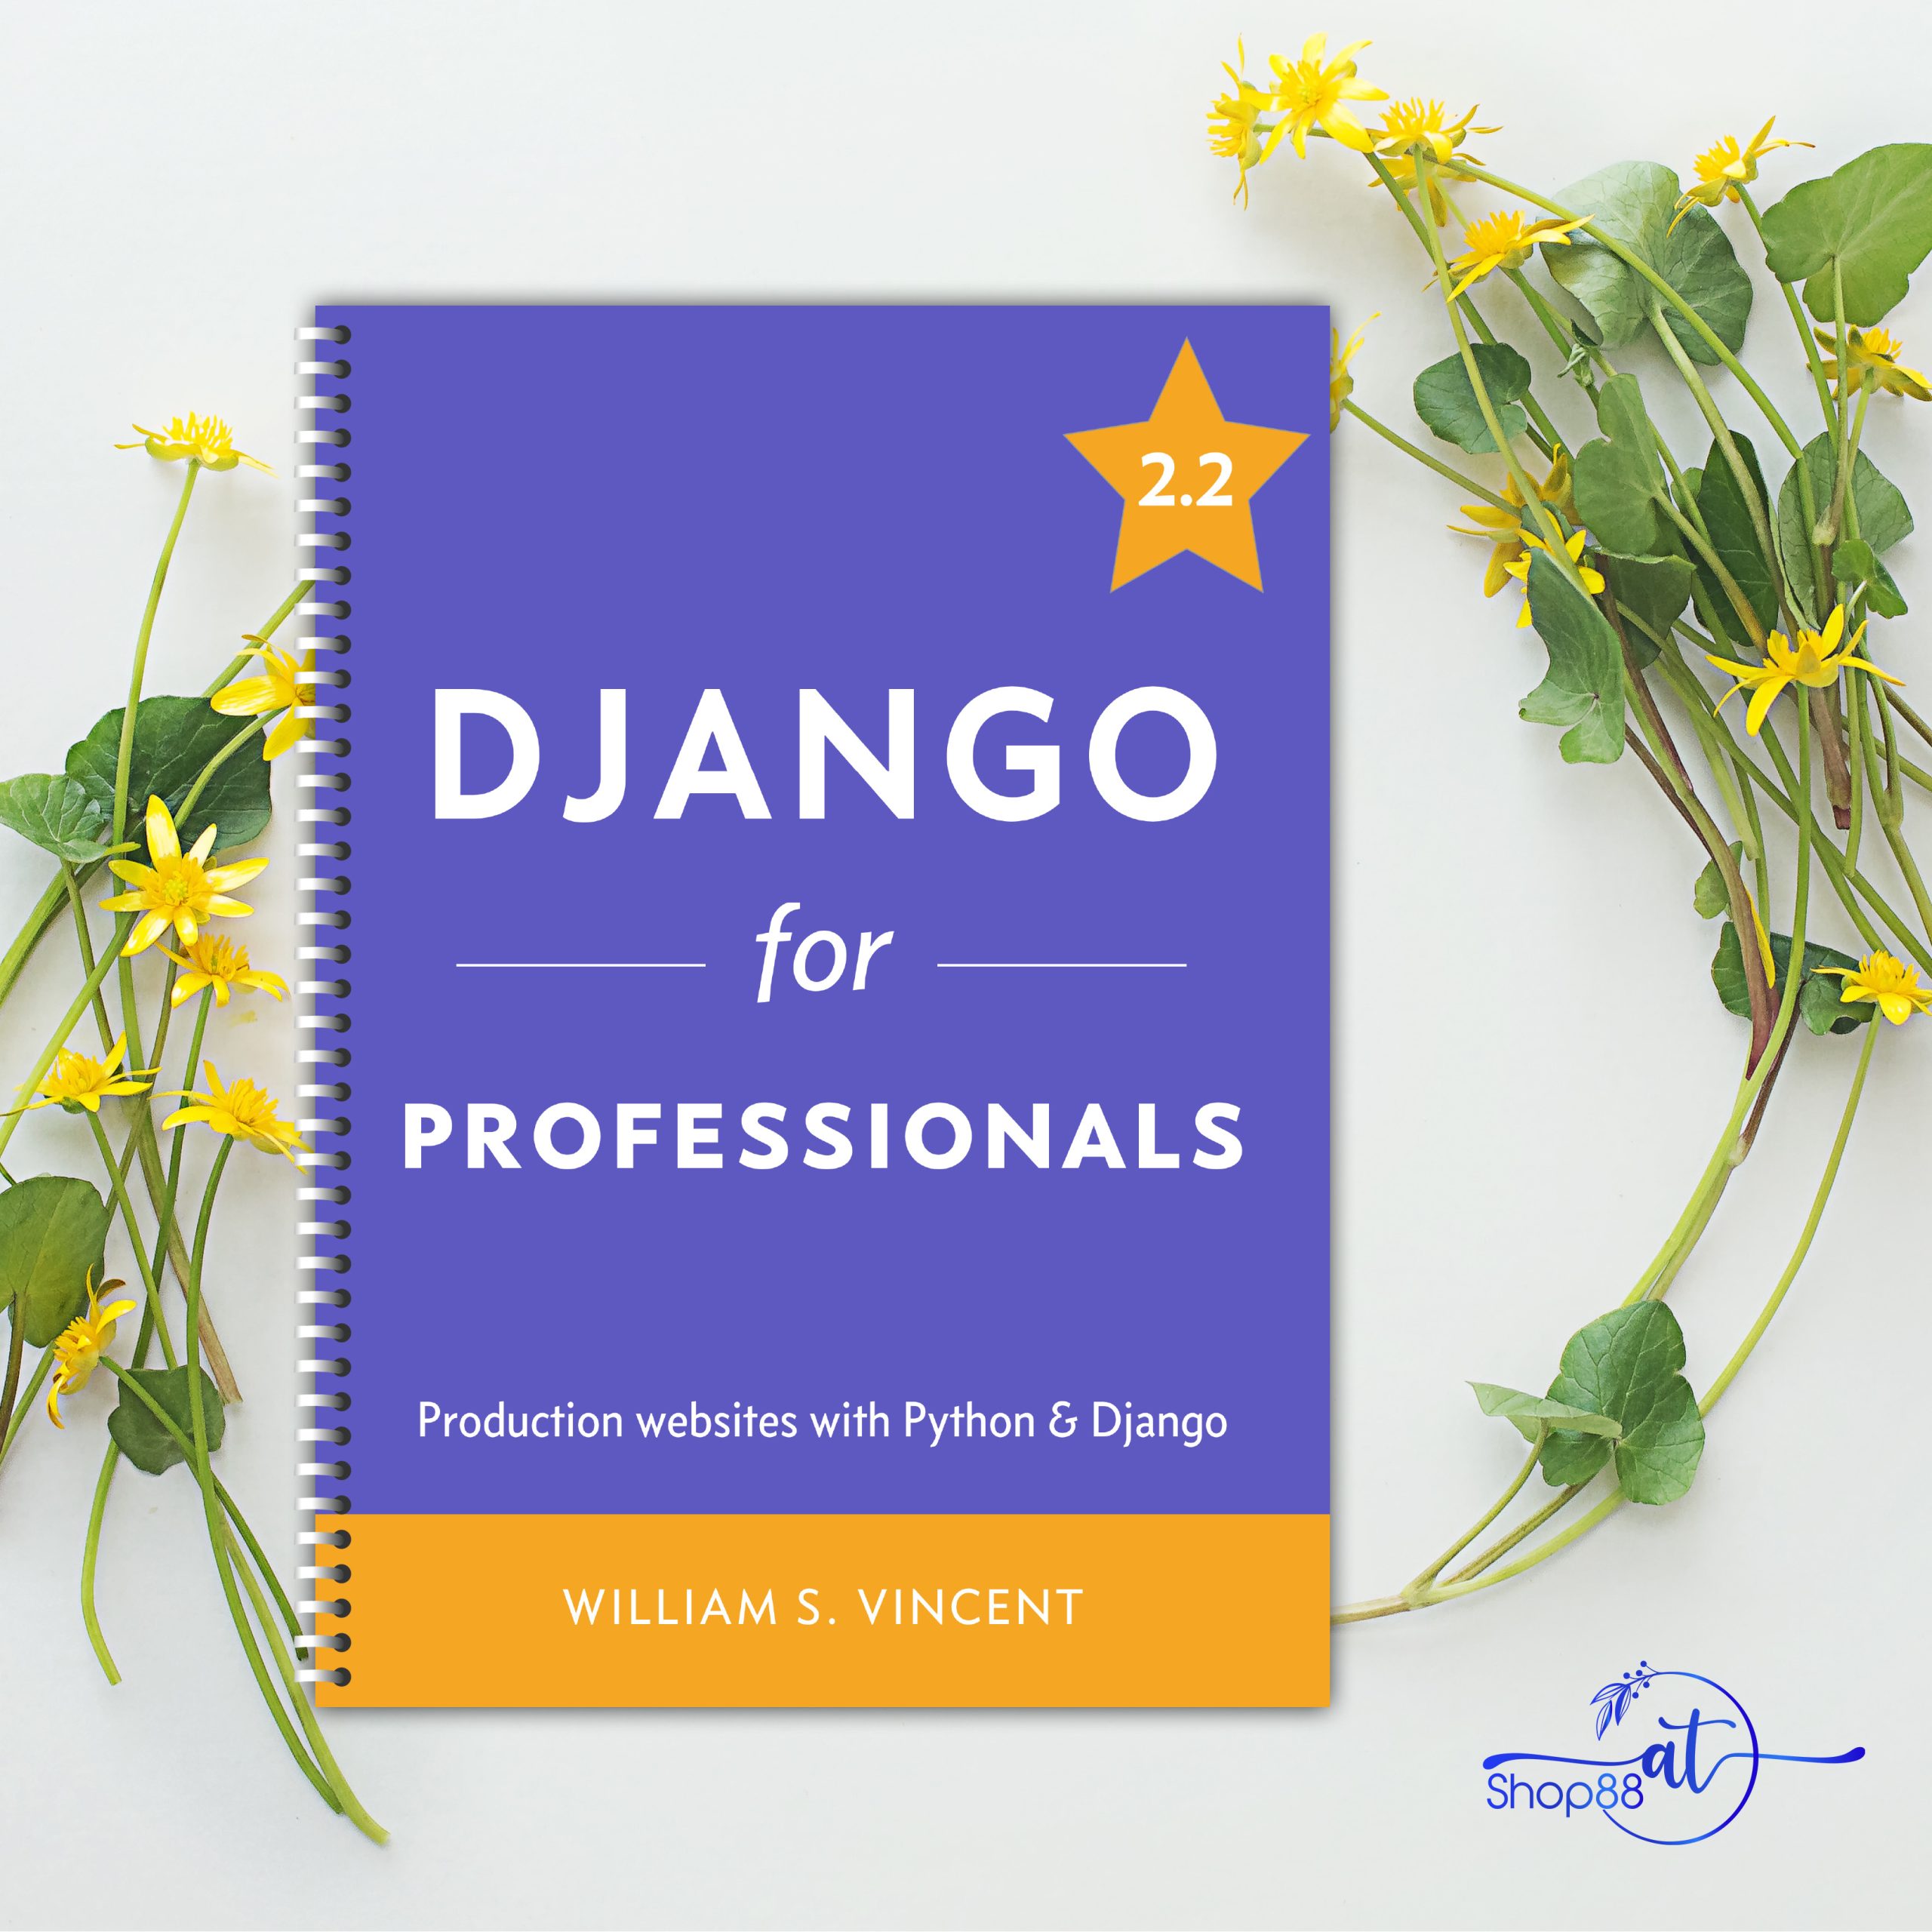 2.2
DJANGO
for
PROFESSIONALS
Production websites with Python & Django
WILLIAM S. VINCENT
at
Shop88